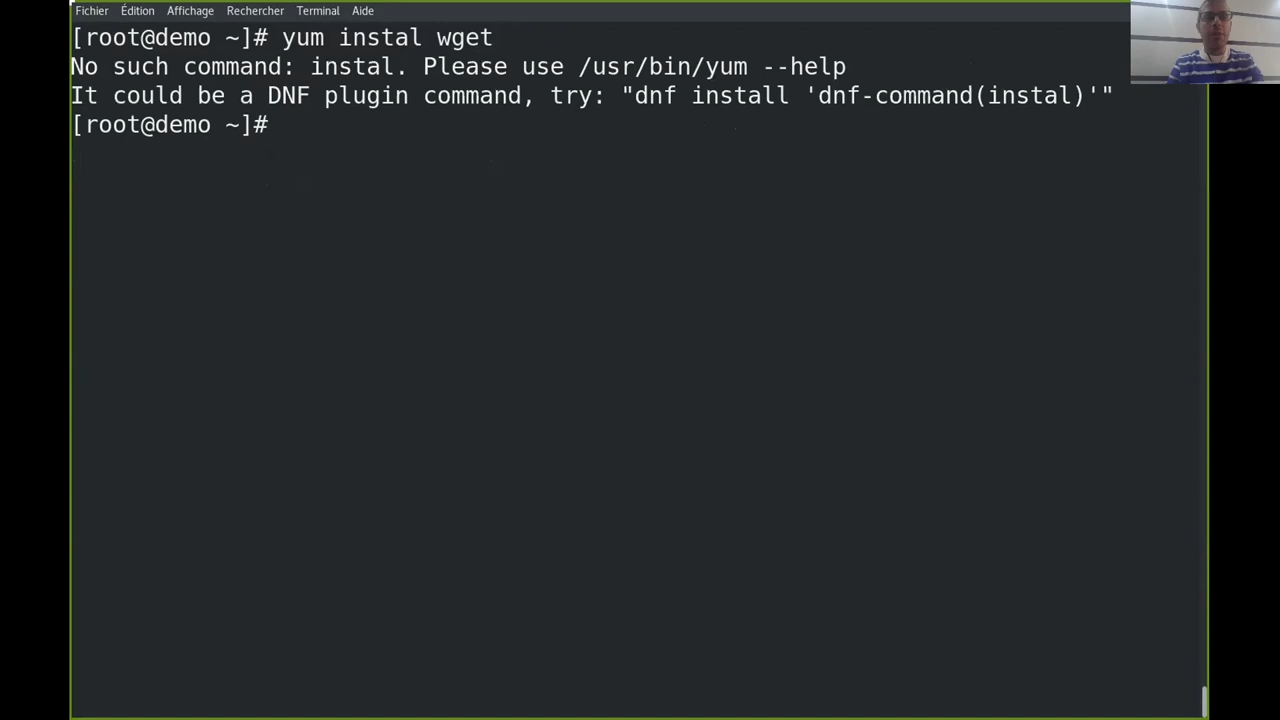 Fichier Édition Affichage Rechercher Terminal Aide
[root@demo ~]# yum instal wget
No such command: instal. Please use /usr/bin/yum --help
It could be a DNF plugin command, try: "dnf install 'dnf-command(instal)'"
[root@demo ~]#